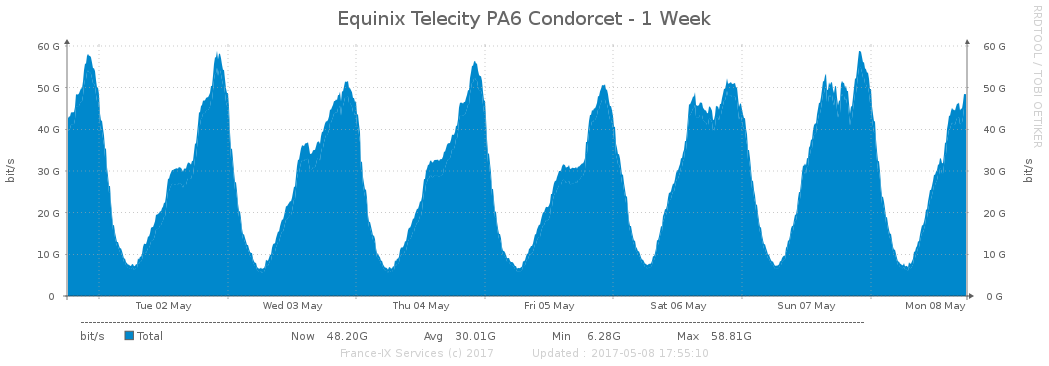 Equinix Telecity PA6 Condorcet - 1 Week
RRDTOOL / TOBI OETIKER
bit/s
60 G
50 G
40 G
30 G
20 G
10 G
0
60 G
50 G
40 G
30 G
20 G
10 G
0 G
bit/s
Tue 02 May Wed 03 May Thu 04 May Fri 05 May Sat 06 May Sun 07 May Mon 08 May
bit/s Total Now 48.20G Avg 30.01G Min 6.28G Max 58.81G
France-IX Services (c) 2017 Updated : 2017-05-08 17:55:10